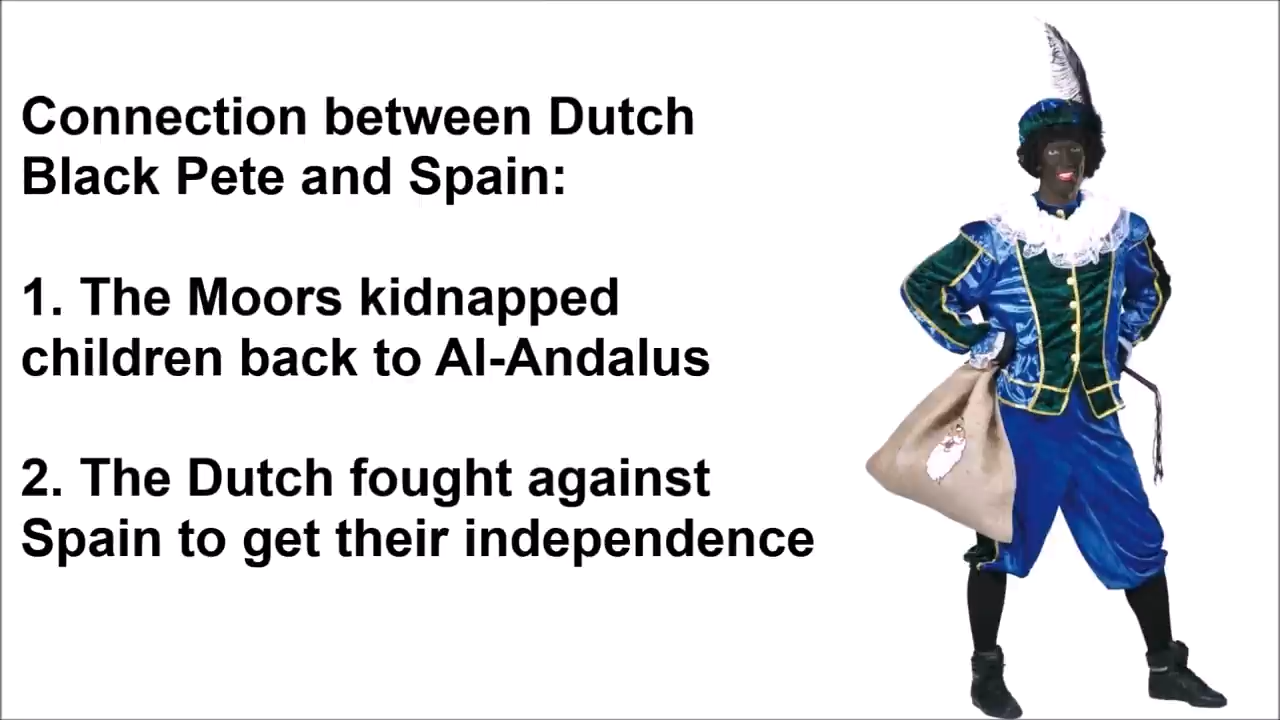 Connection between Dutch
Black Pete and Spain:
1. The Moors kidnapped
children back to Al-Andalus
2. The Dutch fought against
Spain to get their independence